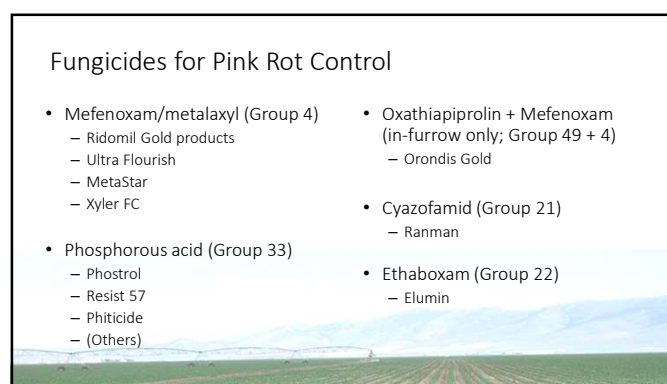 Fungicides for Pink Rot Control
• Mefenoxam/metalaxyl (Group 4)
– Ridomil Gold products
– Ultra Flourish
– MetaStar
– Xyler FC
• Phosphorous acid (Group 33)
– Phostrol
– Resist 57
– Phiticide
– (Others)
• Oxathiapiprolin + Mefenoxam
(in-furrow only; Group 49 + 4)
– Orondis Gold
• Cyazofamid (Group 21)
– Ranman
• Ethaboxam (Group 22)
– Elumin